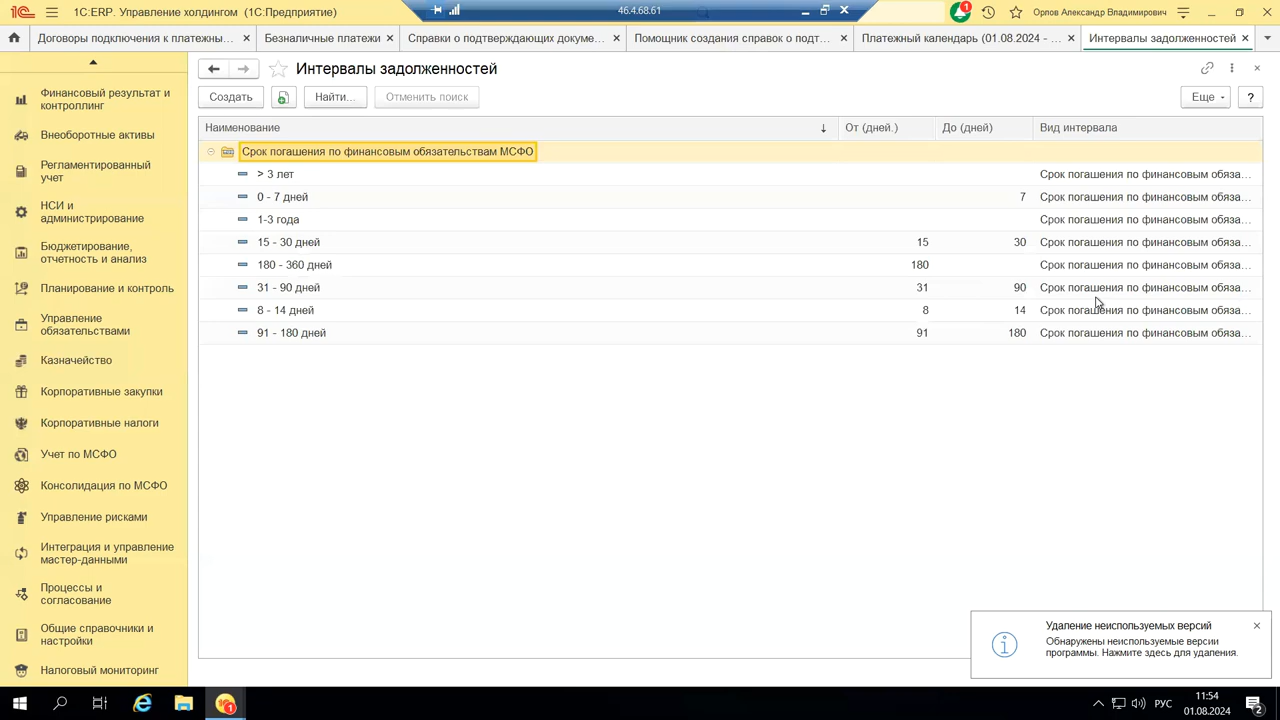 1С:ERP. Управление холдингом (1С:Предприятие)
46.4.68.61
Орлов Александр Владимирович
Договоры подключения к платежны...
Безналичные платежи
Справки о подтверждающих докуме...
Помощник создания справок о подт...
Платежный календарь (01.08.2024 - ...
Интервалы задолженностей
Интервалы задолженностей
Создать
Найти...
Отменить поиск
Еще
?
Наименование
От (дней.)
До (дней)
Вид интервала
Срок погашения по финансовым обязательствам МСФО
> 3 лет Срок погашения по финансовым обяза...
0 - 7 дней 7 Срок погашения по финансовым обяза...
1-3 года Срок погашения по финансовым обяза...
15 - 30 дней 15 30 Срок погашения по финансовым обяза...
180 - 360 дней 180 Срок погашения по финансовым обяза...
31 - 90 дней 31 90 Срок погашения по финансовым обяза...
8 - 14 дней 8 14 Срок погашения по финансовым обяза...
91 - 180 дней 91 180 Срок погашения по финансовым обяза...
Финансовый результат и
контроллинг
Внеоборотные активы
Регламентированный
учет
НСИ и
администрирование
Бюджетирование,
отчетность и анализ
Планирование и контроль
Управление
обязательствами
Казначейство
Корпоративные закупки
Корпоративные налоги
Учет по МСФО
Консолидация по МСФО
Управление рисками
Интеграция и управление
мастер-данными
Процессы и
согласование
Общие справочники и
настройки
Налоговый мониторинг
Удаление неиспользуемых версий
Обнаружены неиспользуемые версии
программы. Нажмите здесь для удаления.
РУС
11:54
01.08.2024
2